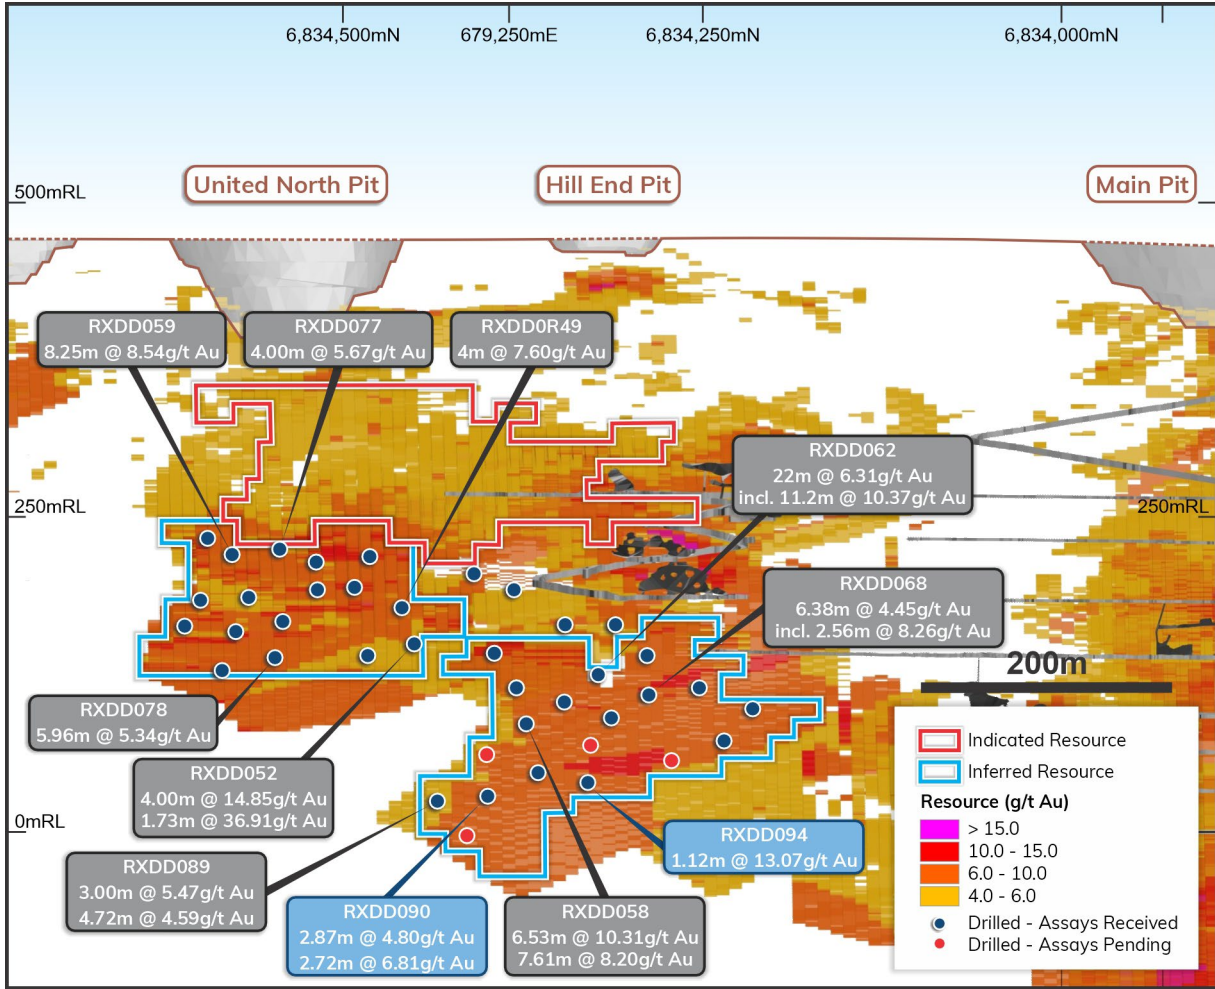 6,834,500mN
679,250mE
6,834,250mN
6,834,000mN
500mRL
United North Pit
Hill End Pit
Main Pit
RXDD059
8.25m @ 8.54g/t Au
RXDD077
4.00m @ 5.67g/t Au
RXDD0R49
4m @ 7.60g/t Au
RXDD062
22m @ 6.31g/t Au
incl. 11.2m @ 10.37g/t Au
250mRL
250mRL
RXDD068
6.38m @ 4.45g/t Au
incl. 2.56m @ 8.26g/t Au
200m
RXDD078
5.96m @ 5.34g/t Au
RXDD052
4.00m @ 14.85g/t Au
1.73m @ 36.91g/t Au
0mRL
RXDD094
1.12m @ 13.07g/t Au
RXDD089
3.00m @ 5.47g/t Au
4.72m @ 4.59g/t Au
RXDD090
2.87m @ 4.80g/t Au
2.72m @ 6.81g/t Au
RXDD058
6.53m @ 10.31g/t Au
7.61m @ 8.20g/t Au
Indicated Resource
Inferred Resource
Resource (g/t Au)
> 15.0
10.0 - 15.0
6.0 - 10.0
4.0 - 6.0
Drilled - Assays Received
Drilled - Assays Pending